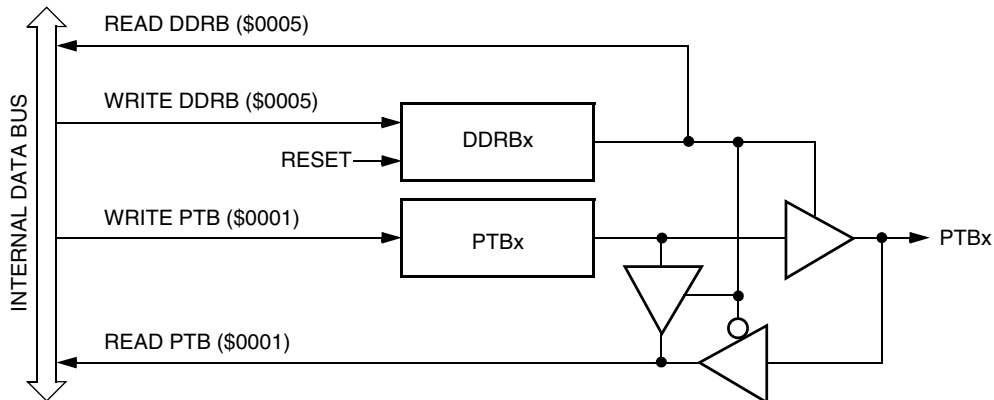 READ DDRB ($0005)
WRITE DDRB ($0005)
DDRBx
RESET
WRITE PTB ($0001)
PTBx
PTBx
READ PTB ($0001)
INTERNAL DATA BUS